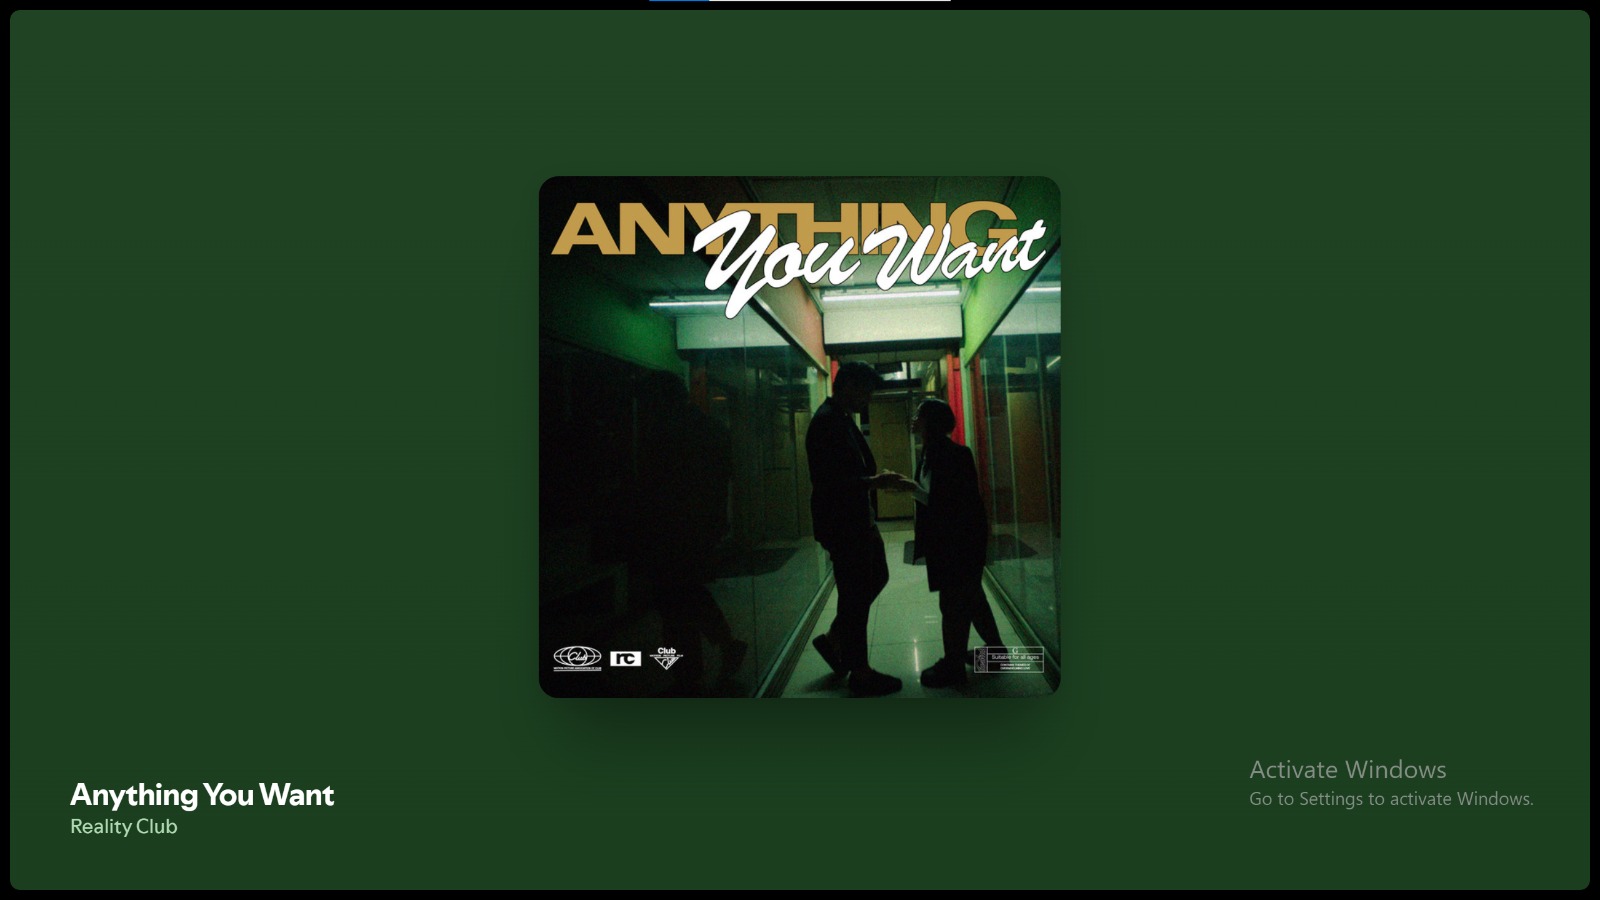 ANYTHING
You Want
Club
rc
Club
G
Suitable for all ages
Anything You Want
Reality Club
Activate Windows
Go to Settings to activate Windows.